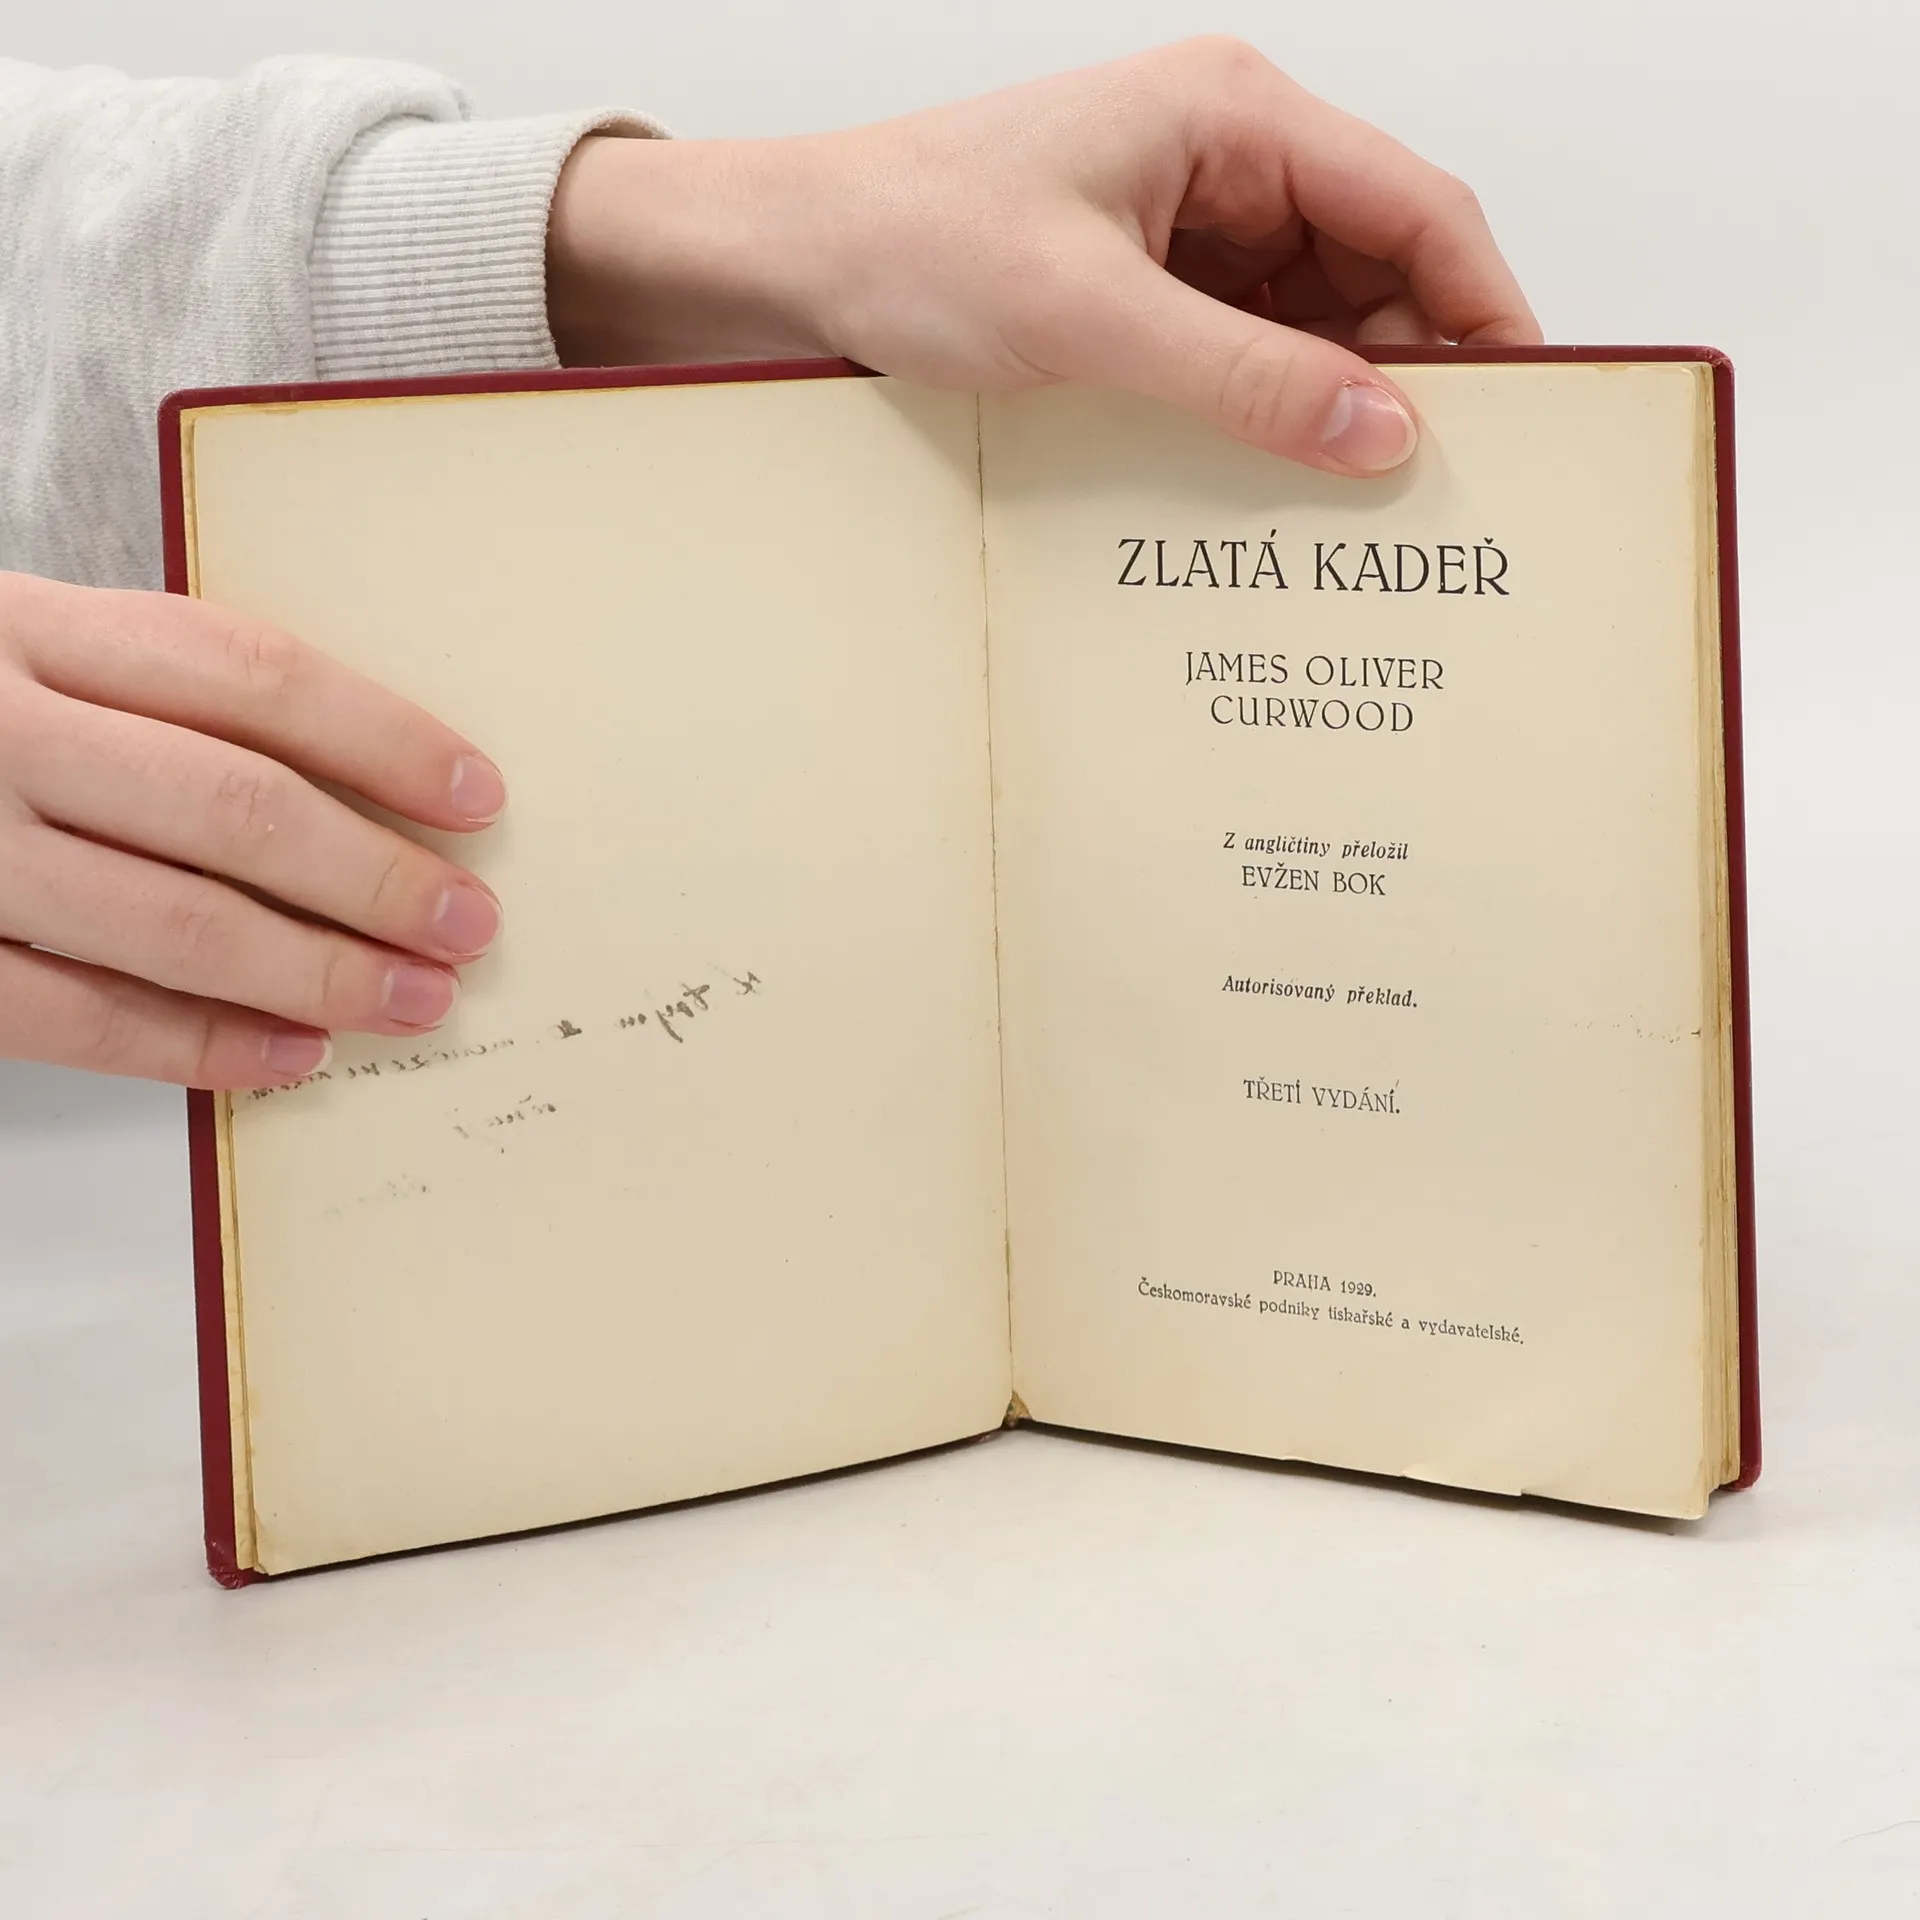 ZLATÁ KADEŘ
JAMES OLIVER
CURWOOD
Z angličtiny přeložil
EVŽEN BOK
Autorisovaný překlad.
TŘETÍ VYDÁNÍ.
PRAHA 1929.
Českomoravské podniky tiskařské a vydavatelské.